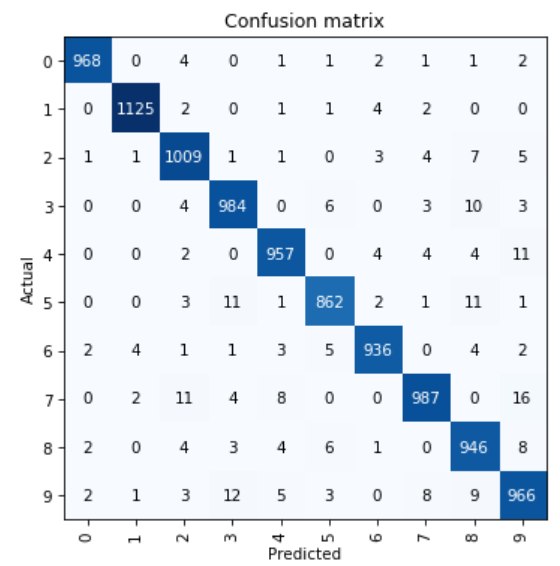 Confusion matrix
0 968 0 4 0 1 1 2 1 1 2
1 0 1125 2 0 1 1 4 2 0 0
2 1 1 1009 1 1 0 3 4 7 5
3 0 0 4 984 0 6 0 3 10 3
4 0 0 2 0 957 0 4 4 4 11
5 0 0 3 11 1 862 2 1 11 1
6 2 4 1 1 3 5 936 0 4 2
7 0 2 11 4 8 0 0 987 0 16
8 2 0 4 3 4 6 1 0 946 8
9 2 1 3 12 5 3 0 8 9 966
Actual
0 1 2 3 4 5 6 7 8 9
Predicted